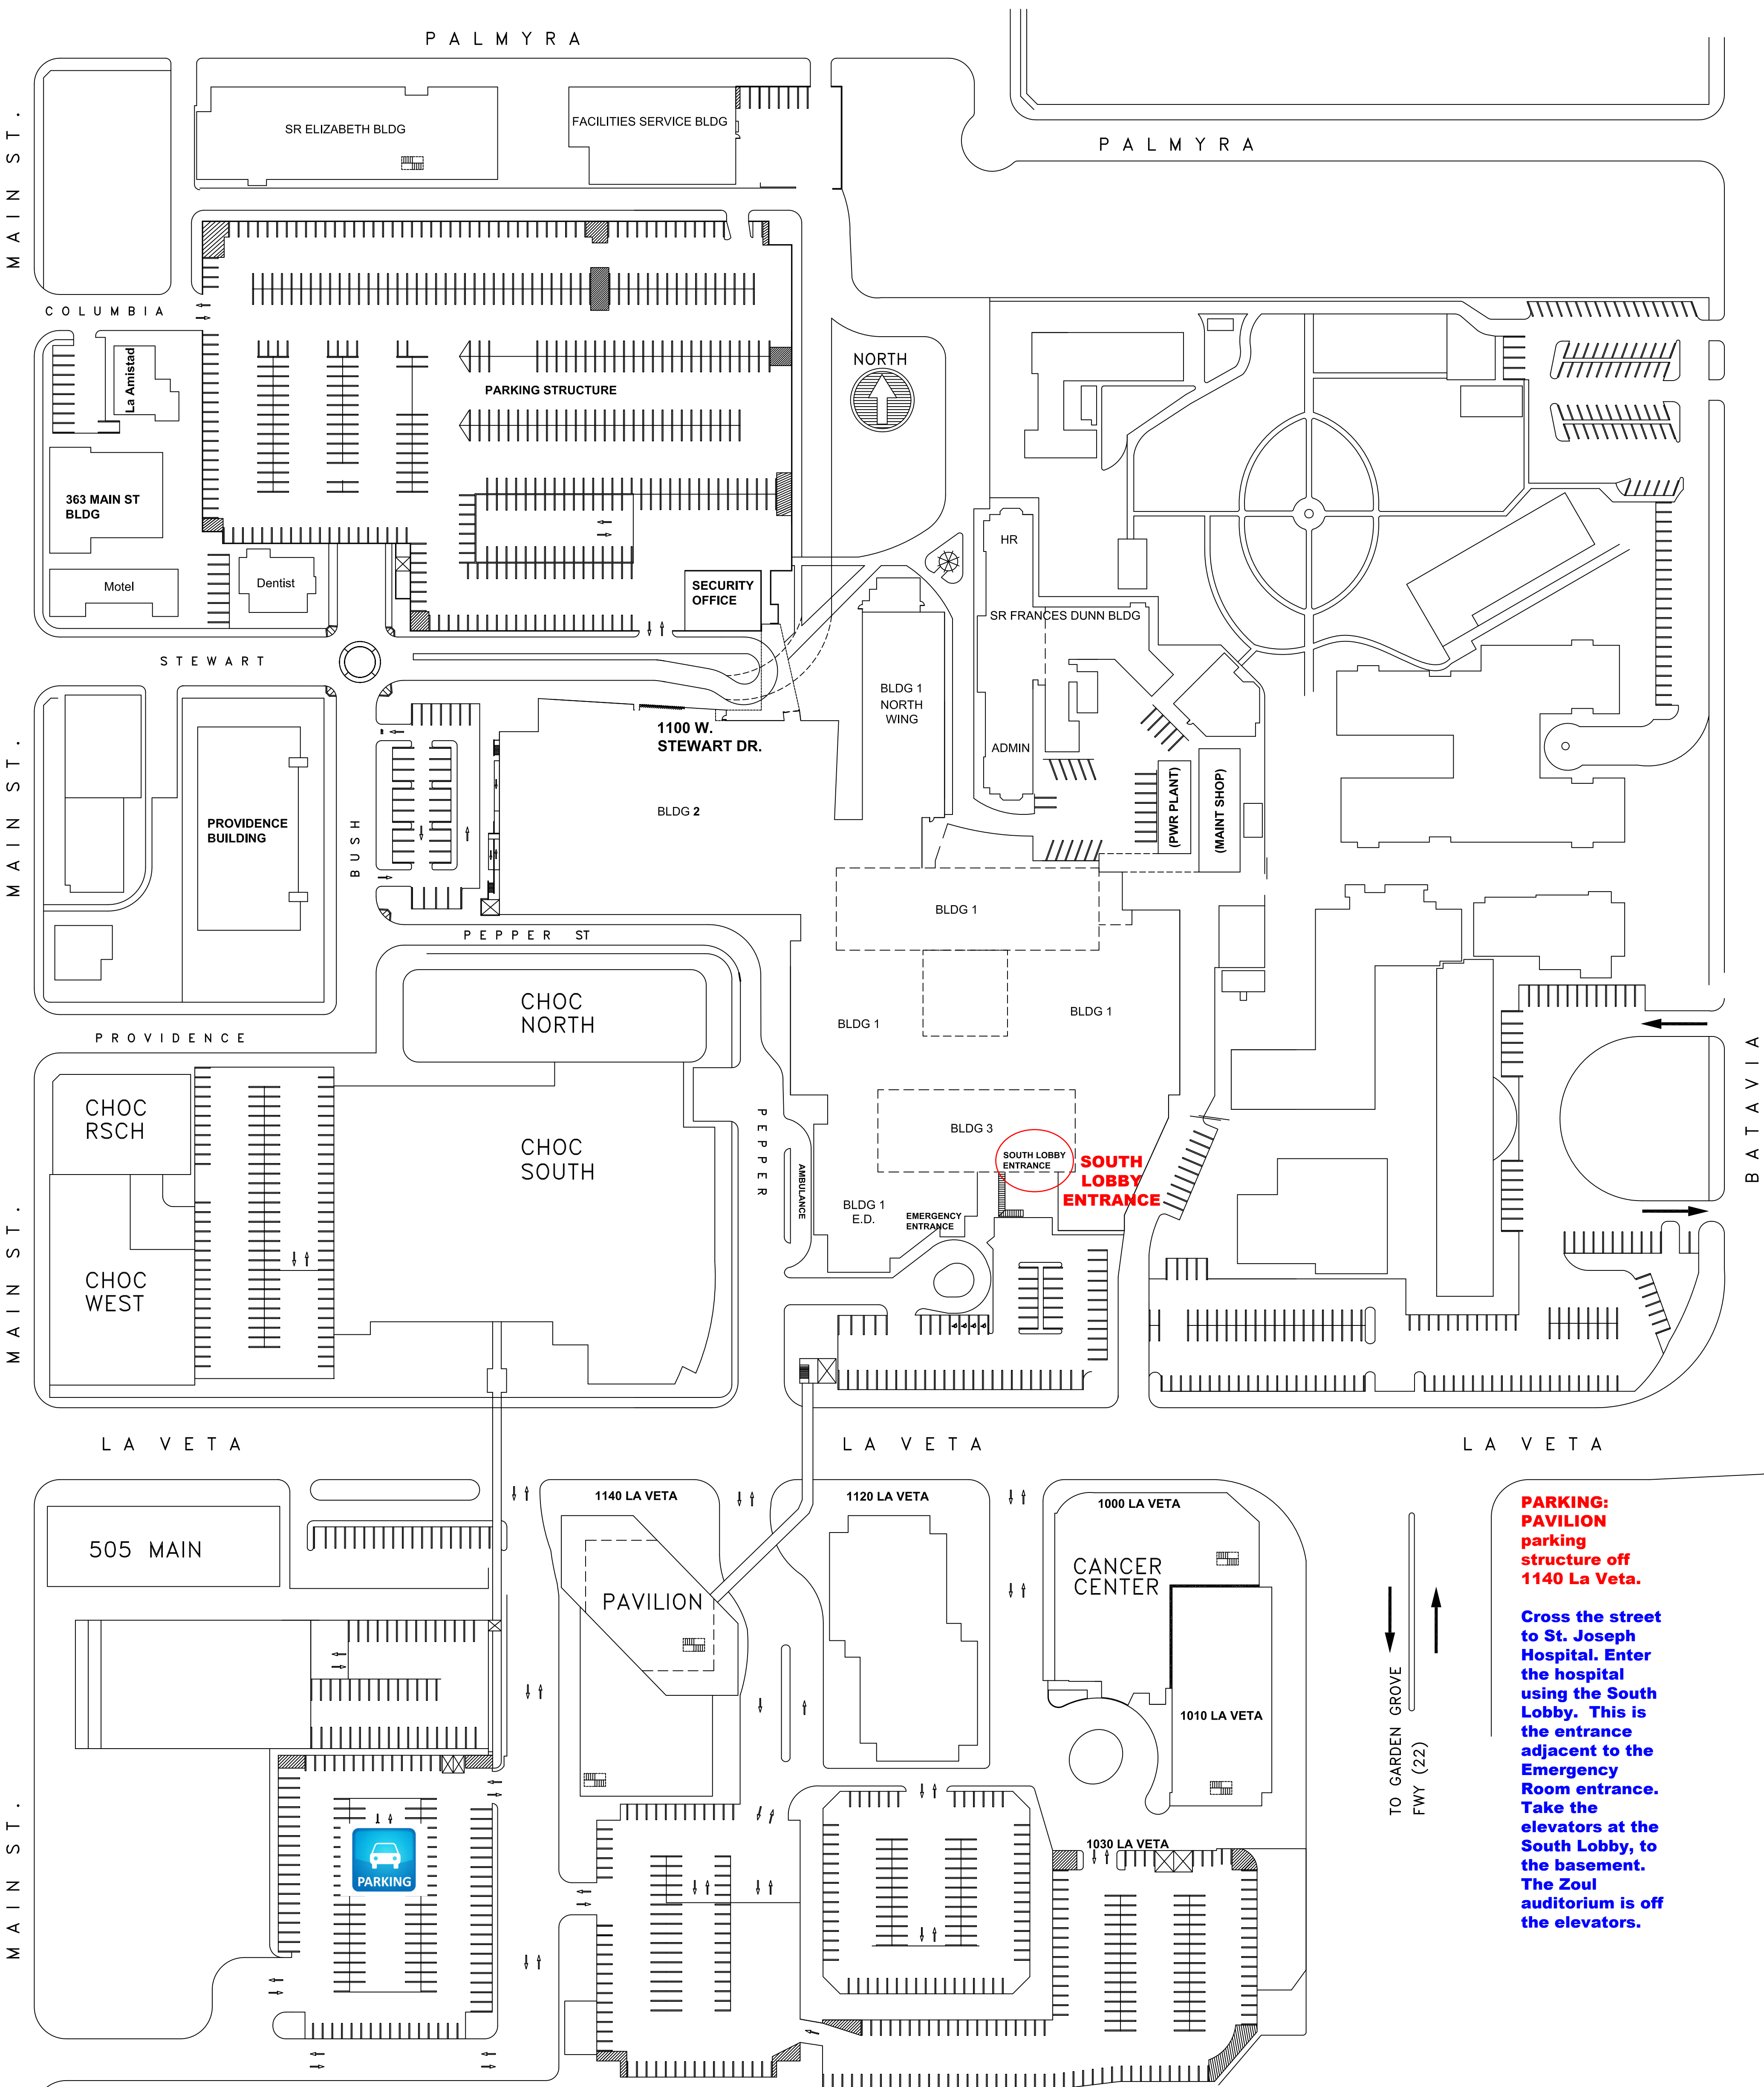 PALMYRA
MAIN ST.
SR ELIZABETH BLDG
FACILITIES SERVICE BLDG
PALMYRA
COLUMBIA
La Amistad
PARKING STRUCTURE
NORTH
363 MAIN ST
BLDG
Motel
Dentist
SECURITY
OFFICE
HR
SR FRANCES DUNN BLDG
STEWART
BLDG 1
NORTH
WING
1100 W.
STEWART DR.
ADMIN
MAIN ST.
(PWR PLANT)
(MAINT SHOP)
BLDG 2
PROVIDENCE
BUILDING
BUSH
BLDG 1
PEPPER ST
CHOC
NORTH
BLDG 1
BLDG 1
PROVIDENCE
BATAVIA
CHOC
RSCH
CHOC
SOUTH
PEPPER
AMBULANCE
BLDG 3
SOUTH LOBBY
ENTRANCE
SOUTH
LOBBY
ENTRANCE
BLDG 1
E.D.
EMERGENCY
ENTRANCE
MAIN ST.
CHOC
WEST
LA VETA
LA VETA
LA VETA
1140 LA VETA
1120 LA VETA
1000 LA VETA
505 MAIN
PAVILION
CANCER
CENTER
1010 LA VETA
TO GARDEN GROVE
FWY (22)
PARKING:
PAVILION
parking
structure off
1140 La Veta.
Cross the street
to St. Joseph
Hospital. Enter
the hospital
using the South
Lobby. This is
the entrance
adjacent to the
Emergency
Room entrance.
Take the
elevators at the
South Lobby, to
the basement.
The Zoul
auditorium is off
the elevators.
MAIN ST.
PARKING
1030 LA VETA